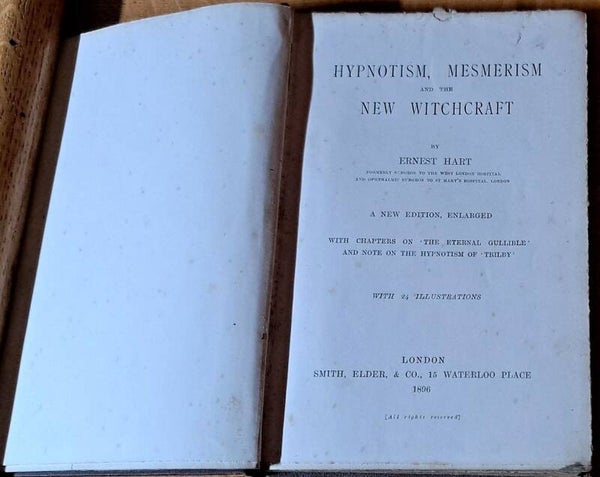 HYPNOTISM, MESMERISM
AND THE
NEW WITCHCRAFT
BY
ERNEST HART
FORMERLY SURGEON TO THE WEST LONDON HOSPITAL
AND OPHTHALMIC SURGEON TO ST MARY'S HOSPITAL, LONDON
A NEW EDITION, ENLARGED
WITH CHAPTERS ON 'THE ETERNAL GULLIBLE'
AND NOTE ON THE HYPNOTISM OF 'TRILBY'
WITH 24 ILLUSTRATIONS
LONDON
SMITH, ELDER, & CO., 15 WATERLOO PLACE
1896
[All rights reserved]